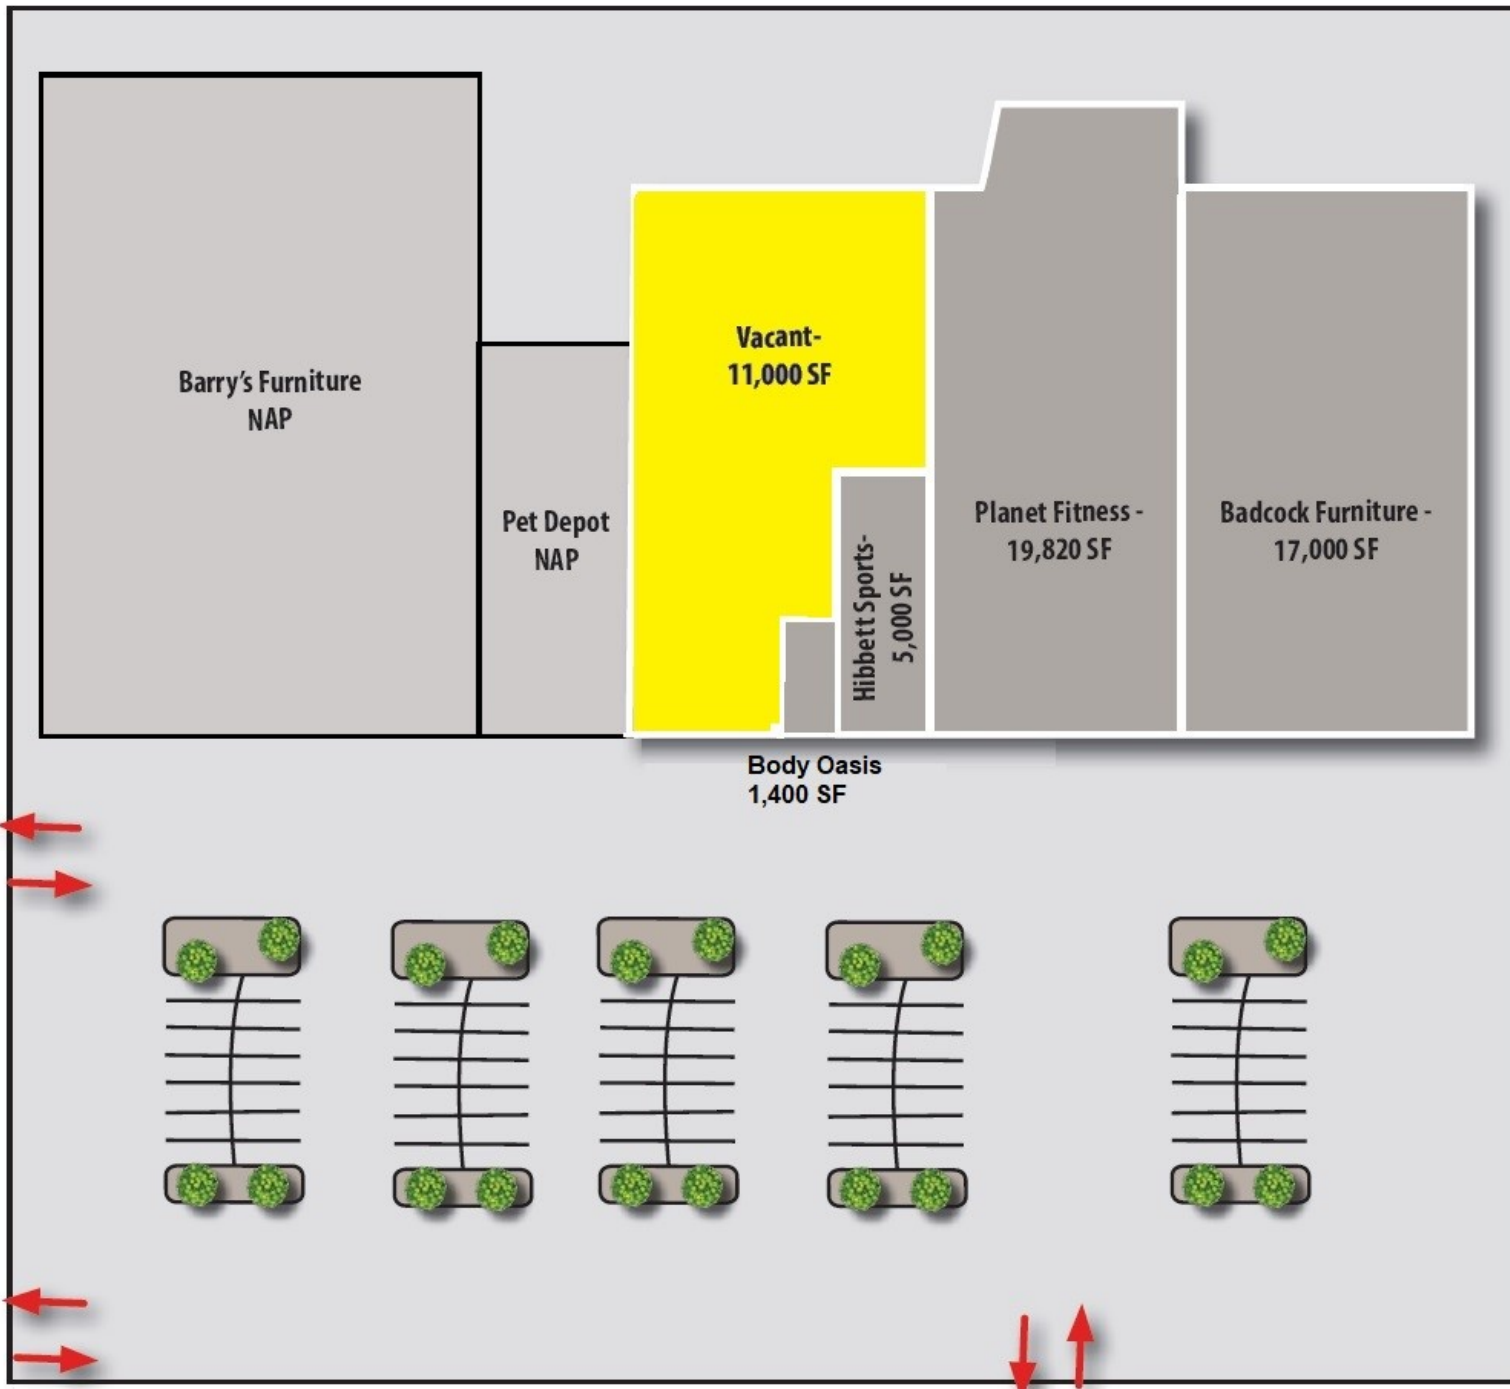 Barry's Furniture
NAP
Pet Depot
NAP
Vacant-
11,000 SF
Hibbett Sports-
5,000 SF
Planet Fitness -
19,820 SF
Badcock Furniture -
17,000 SF
Body Oasis
1,400 SF